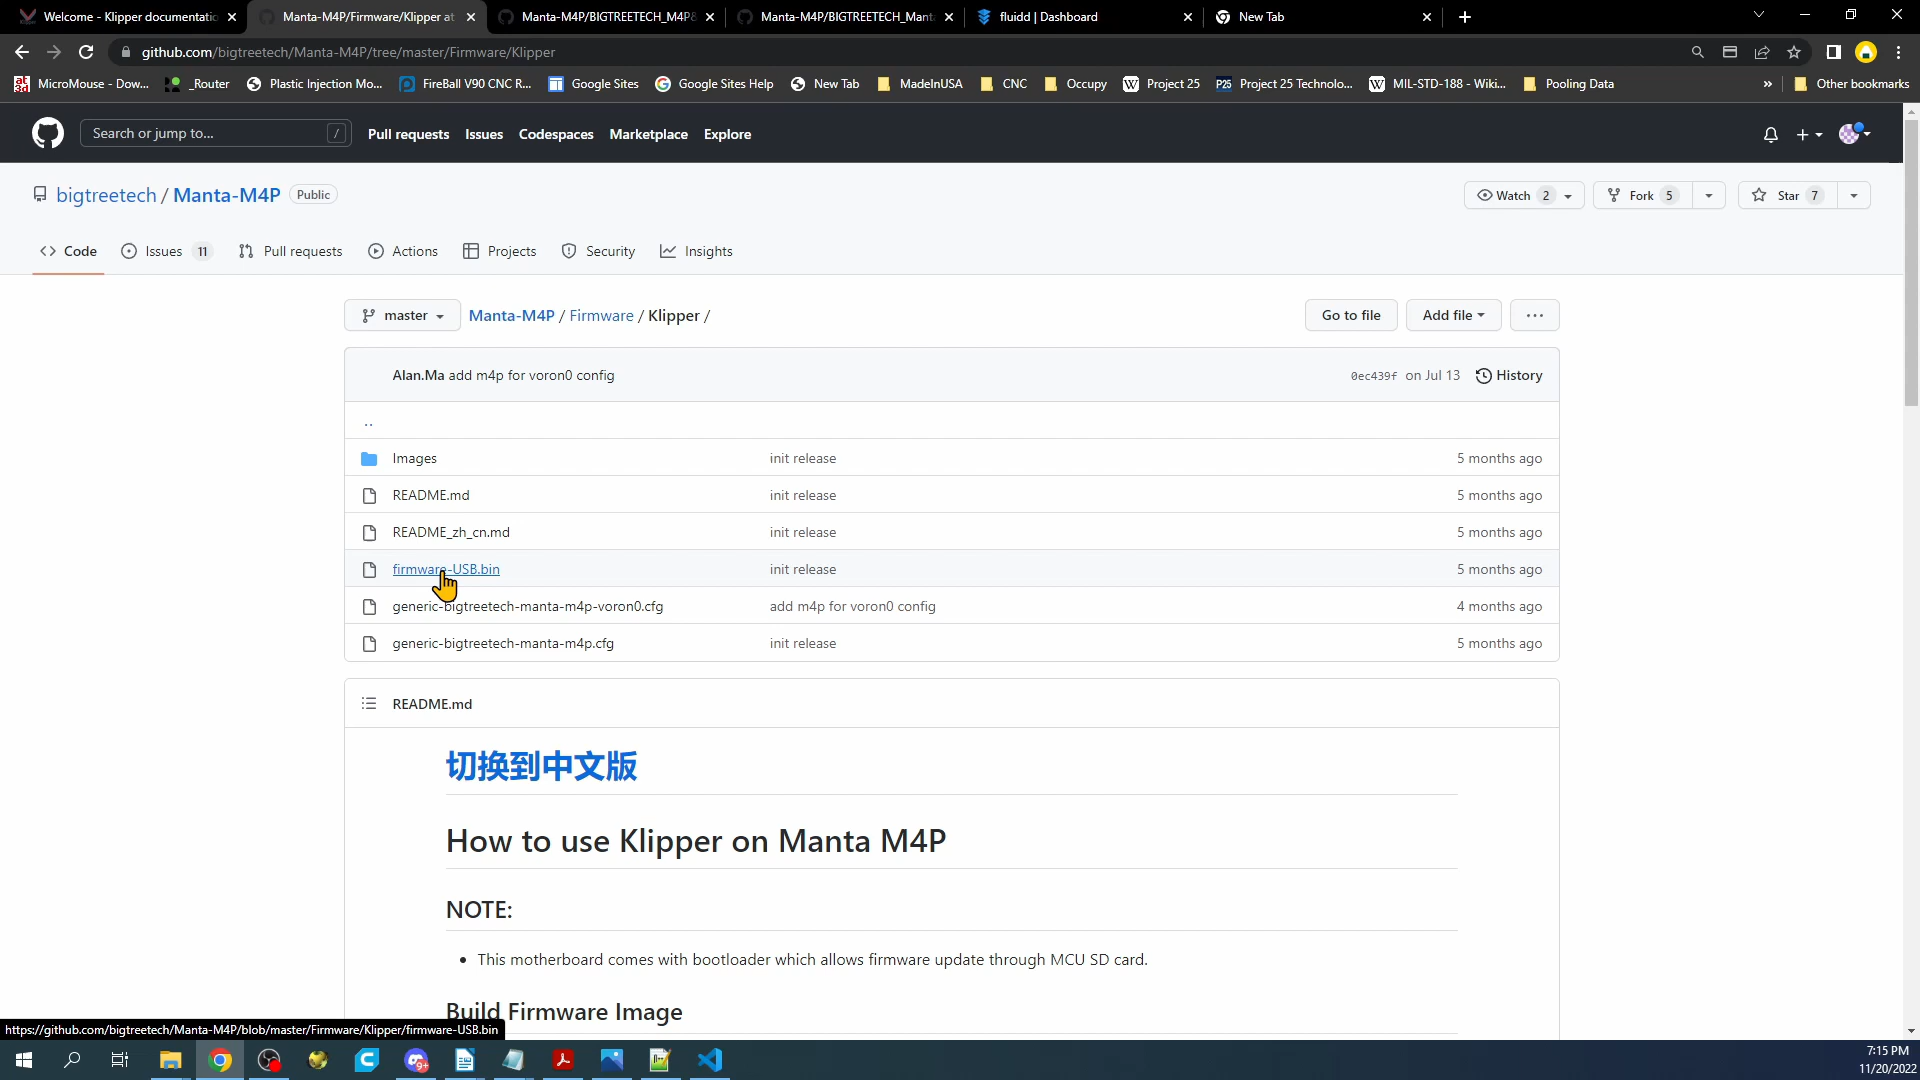 Welcome - Klipper documentatio
Manta-M4P/Firmware/Klipper at
Manta-M4P/BIGTREETECH_M4P&
Manta-M4P/BIGTREETECH_Mant
fluidd | Dashboard
New Tab
github.com/bigtreetech/Manta-M4P/tree/master/Firmware/Klipper
MicroMouse - Dow...
_Router
Plastic Injection Mo...
FireBall V90 CNC R...
Google Sites
Google Sites Help
New Tab
MadeInUSA
CNC
Occupy
Project 25
P25 Project 25 Technolo...
MIL-STD-188 - Wiki...
Pooling Data
»
Other bookmarks
Search or jump to... /
Pull requests Issues Codespaces Marketplace Explore
bigtreetech / Manta-M4P Public
Watch 2 Fork 5 Star 7
Code Issues 11 Pull requests Actions Projects Security Insights
master Manta-M4P / Firmware / Klipper /
Go to file Add file ...
Alan.Ma add m4p for voron0 config 0ec439f on Jul 13 History
..
Images init release 5 months ago
README.md init release 5 months ago
README_zh_cn.md init release 5 months ago
firmware-USB.bin init release 5 months ago
generic-bigtreetech-manta-m4p-voron0.cfg add m4p for voron0 config 4 months ago
generic-bigtreetech-manta-m4p.cfg init release 5 months ago
README.md
切换到中文版
How to use Klipper on Manta M4P
NOTE:
• This motherboard comes with bootloader which allows firmware update through MCU SD card.
Build Firmware Image
https://github.com/bigtreetech/Manta-M4P/blob/master/Firmware/Klipper/firmware-USB.bin
7:15 PM
11/20/2022